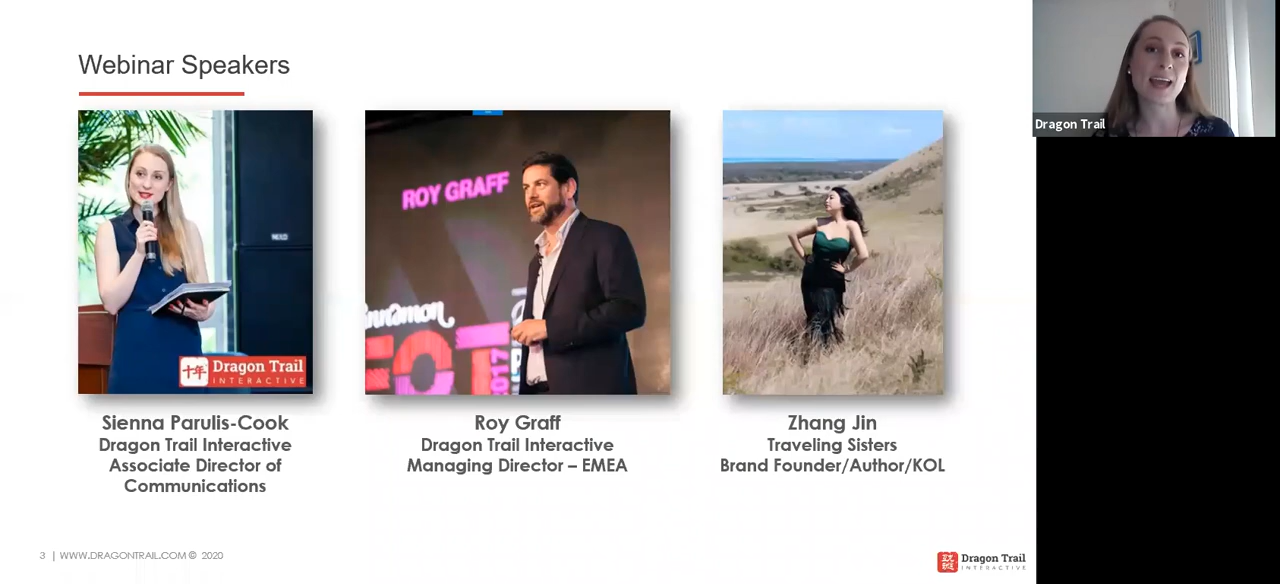 Webinar Speakers
Dragon Trail
ROY GRAFF
2017
十年 Dragon Trail
INTERACTIVE
Sienna Parulis-Cook
Dragon Trail Interactive
Associate Director of
Communications
Roy Graff
Dragon Trail Interactive
Managing Director – EMEA
Zhang Jin
Traveling Sisters
Brand Founder/Author/KOL
3 | WWW.DRAGONTRAIL.COM © 2020
Dragon Trail
INTERACTIVE